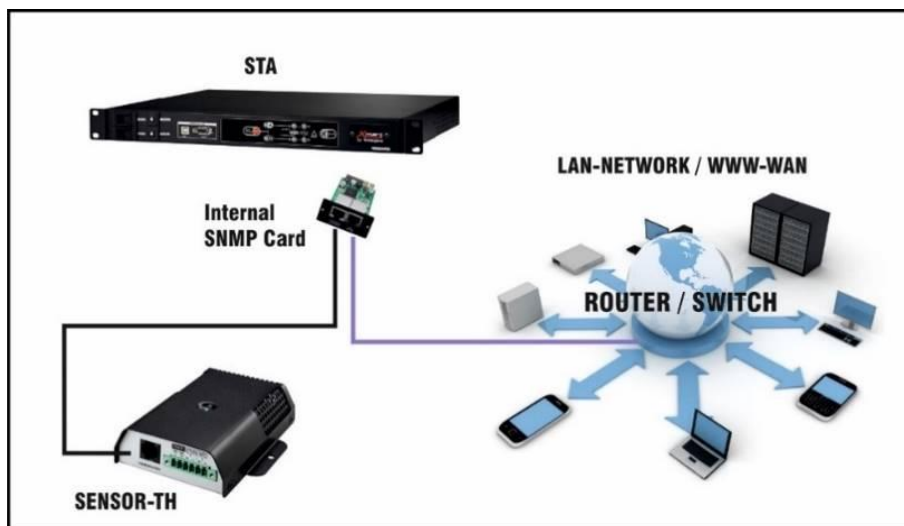 STA
LAN-NETWORK / WWW-WAN
Internal
SNMP Card
ROUTER / SWITCH
SENSOR-TH